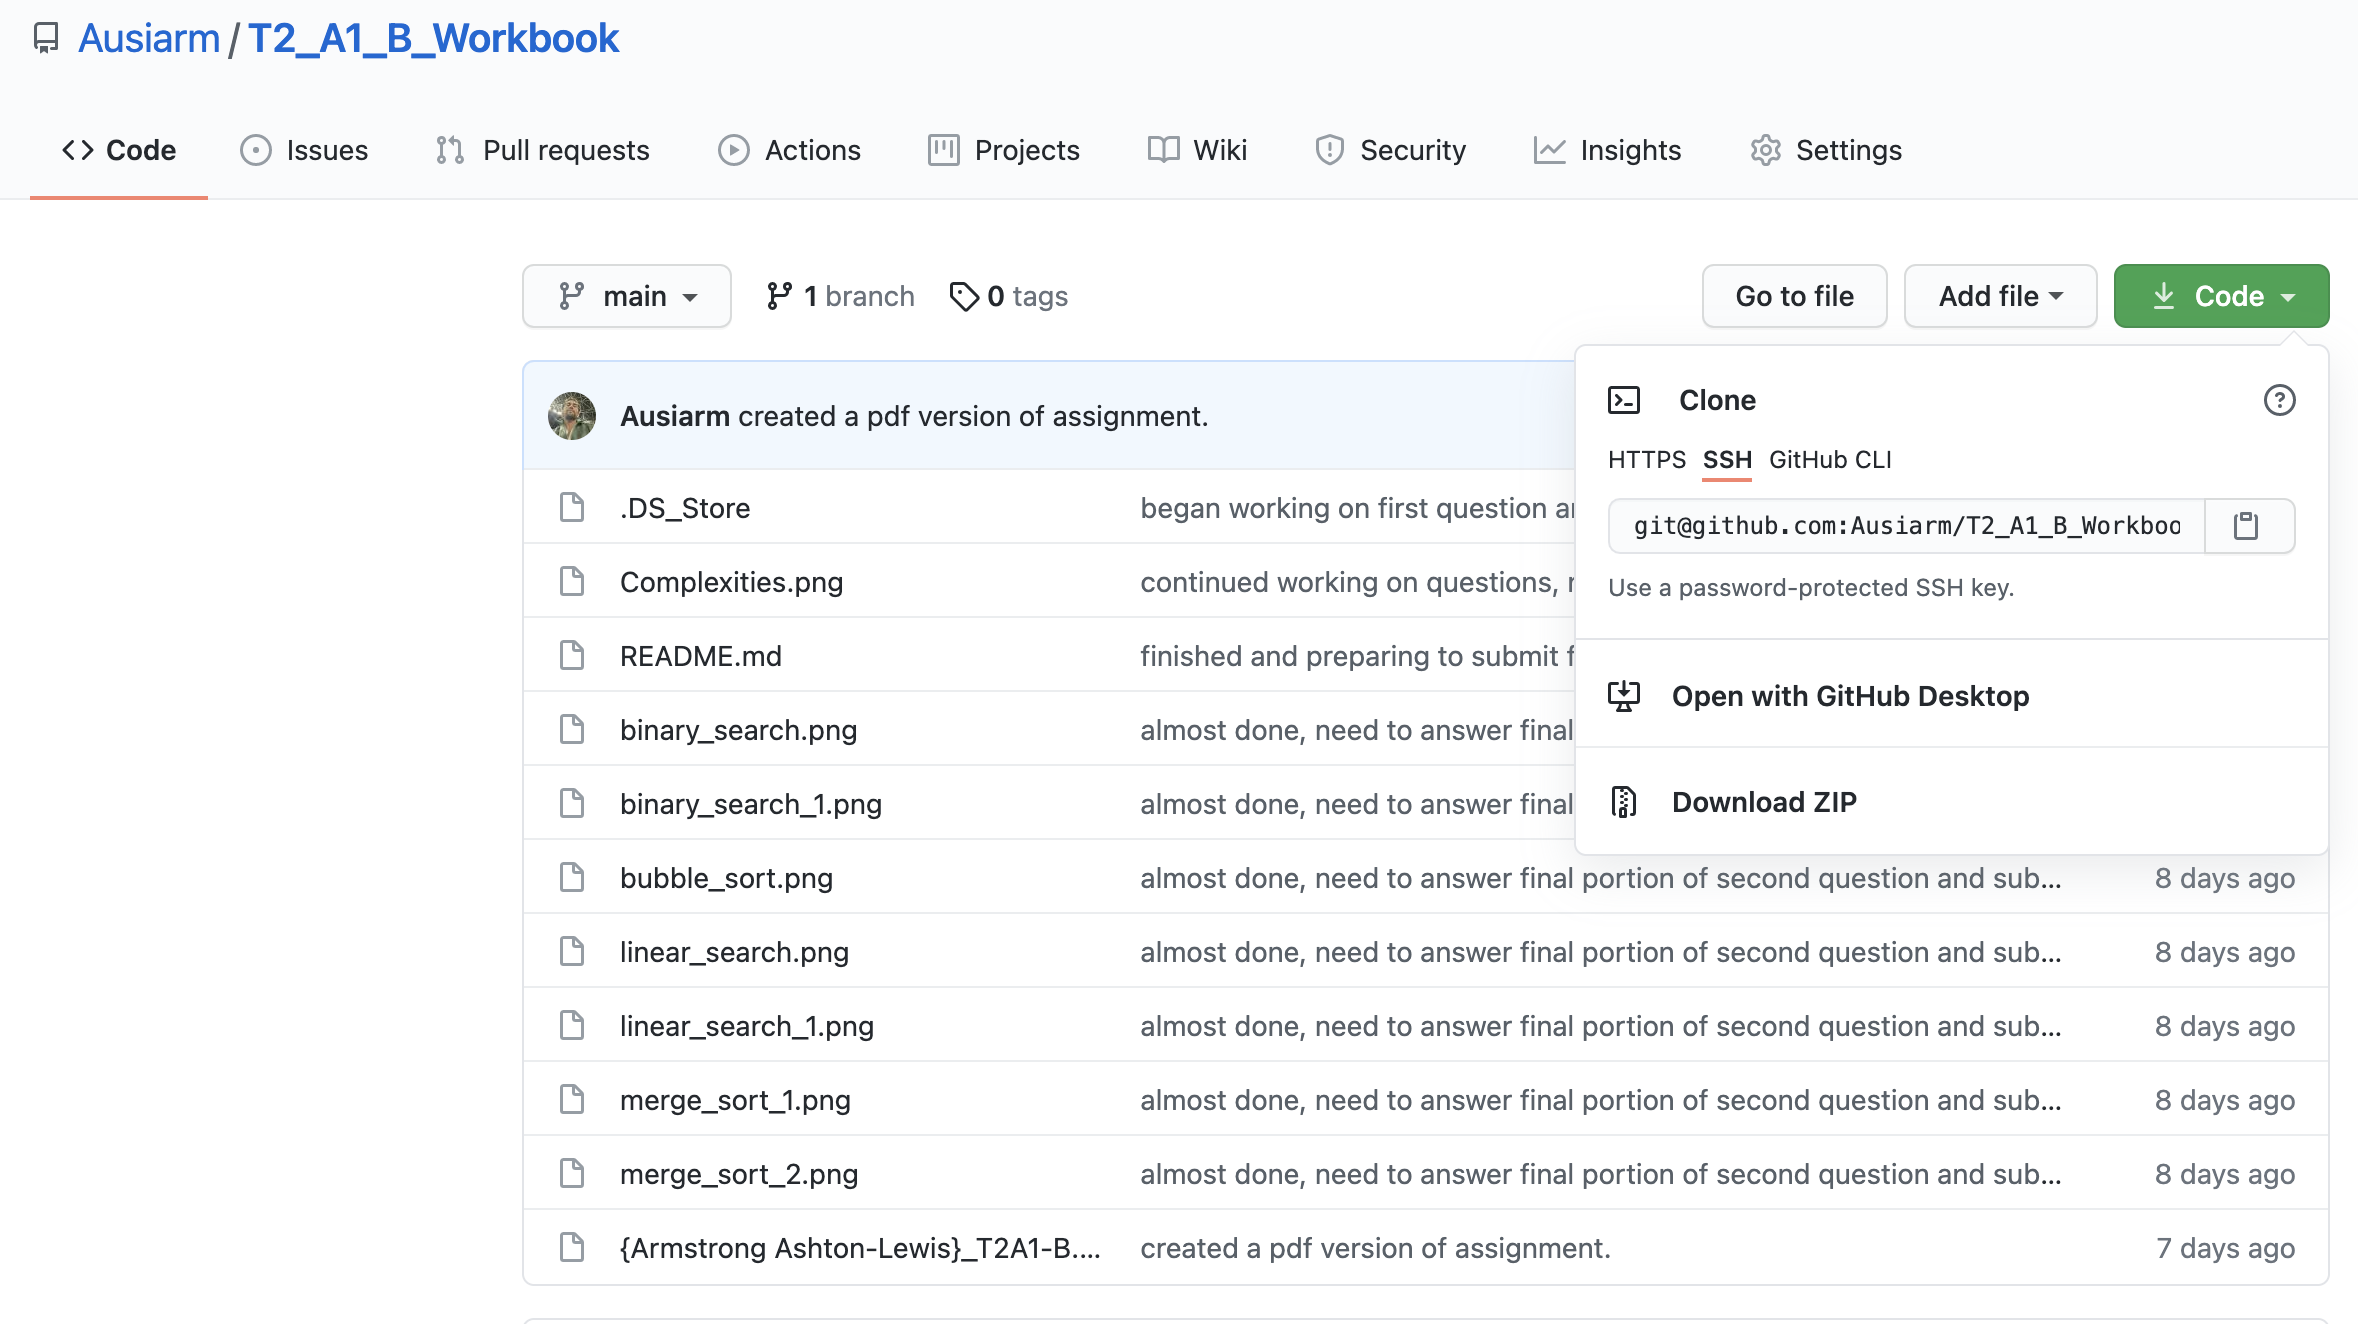 Ausiarm / T2_A1_B_Workbook
Code Issues Pull requests Actions Projects Wiki Security Insights Settings
main 1 branch 0 tags Go to file Add file Code
Ausiarm created a pdf version of assignment.
Clone
HTTPS SSH GitHub CLI
git@github.com:Ausiarm/T2_A1_B_Workboo
Use a password-protected SSH key.
Open with GitHub Desktop
Download ZIP
.DS_Store began working on first question
Complexities.png continued working on questions,
README.md finished and preparing to submit
binary_search.png almost done, need to answer final
binary_search_1.png almost done, need to answer final
bubble_sort.png almost done, need to answer final portion of second question and sub... 8 days ago
linear_search.png almost done, need to answer final portion of second question and sub... 8 days ago
linear_search_1.png almost done, need to answer final portion of second question and sub... 8 days ago
merge_sort_1.png almost done, need to answer final portion of second question and sub... 8 days ago
merge_sort_2.png almost done, need to answer final portion of second question and sub... 8 days ago
{Armstrong Ashton-Lewis}_T2A1-B.... created a pdf version of assignment. 7 days ago